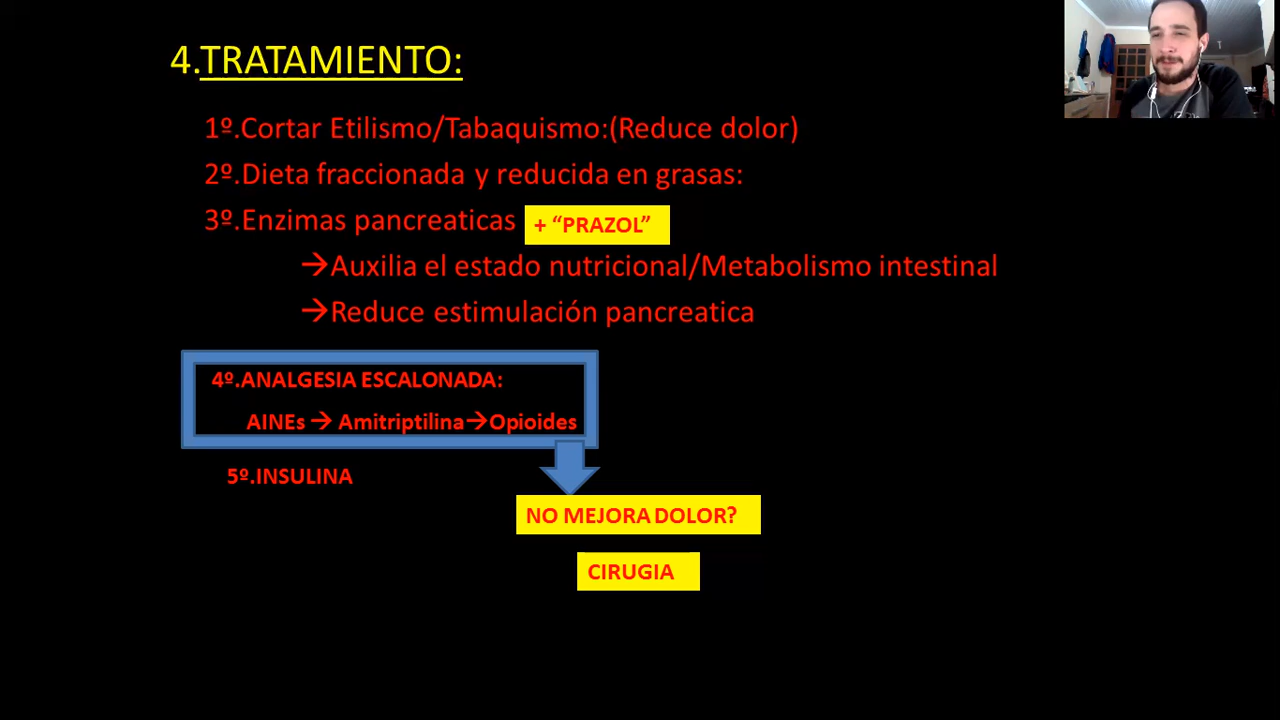 4.TRATAMIENTO:
1º.Cortar Etilismo/Tabaquismo:(Reduce dolor)
2º.Dieta fraccionada y reducida en grasas:
3º.Enzimas pancreaticas + “PRAZOL”
→Auxilia el estado nutricional/Metabolismo intestinal
→Reduce estimulación pancreatica
4º.ANALGESIA ESCALONADA:
AINEs → Amitriptilina→Opioides
5º.INSULINA
NO MEJORA DOLOR?
CIRUGIA